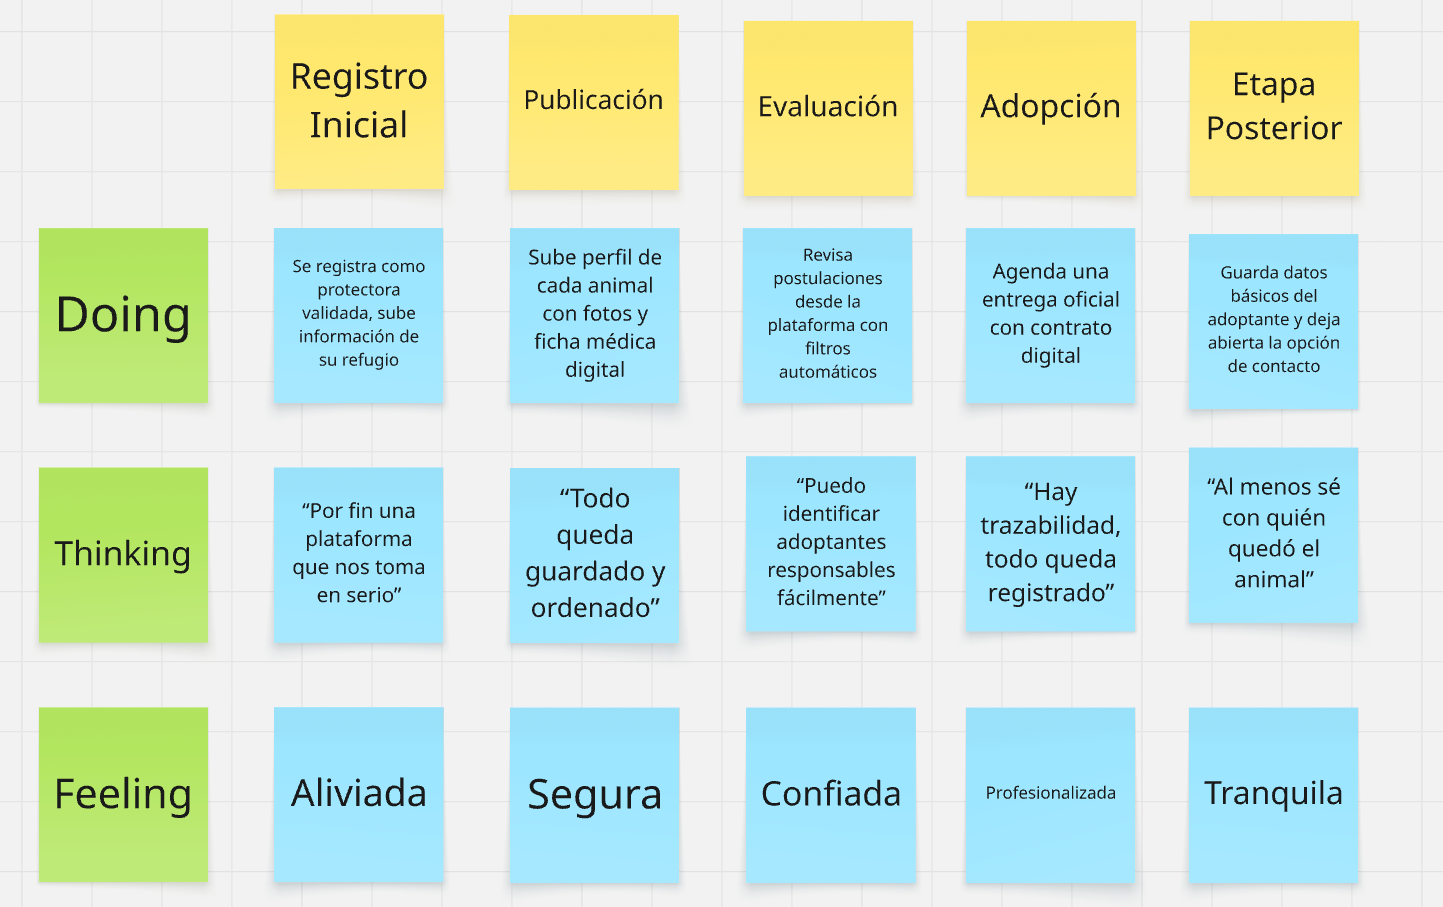 Registro
Inicial
Publicación
Evaluación
Adopción
Etapa
Posterior
Doing
Se registra como
protectora
validada, sube
información de
su refugio
Sube perfil de
cada animal
con fotos y
ficha médica
digital
Revisa
postulaciones
desde la
plataforma con
filtros
automáticos
Agenda una
entrega oficial
con contrato
digital
Guarda datos
básicos del
adoptante y deja
abierta la opción
de contacto
Thinking
“Por fin una
plataforma
que nos toma
en serio”
“Todo
queda
guardado y
ordenado”
“Puedo
identificar
adoptantes
responsables
fácilmente”
“Hay
trazabilidad,
todo queda
registrado”
“Al menos sé
con quién
quedó el
animal”
Feeling
Aliviada
Segura
Confiada
Profesionalizada
Tranquila